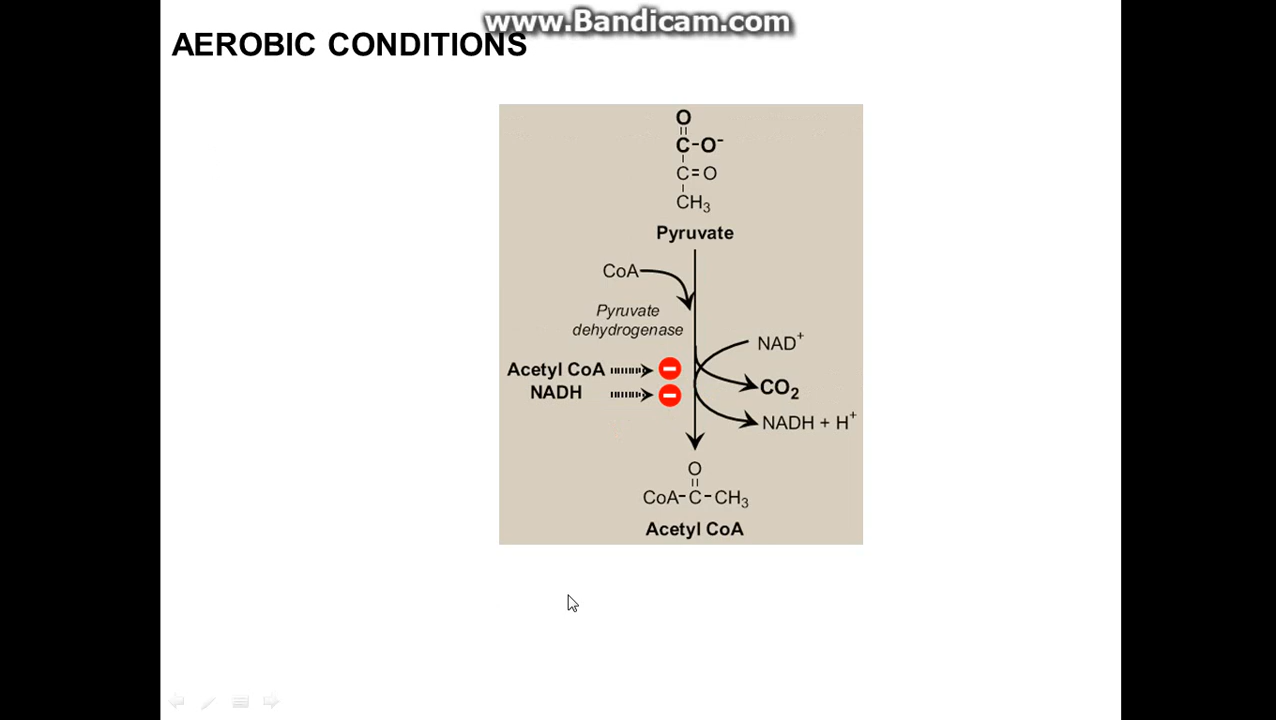 www.Bandicam.com
AEROBIC CONDITIONS
O
C-O⁻
C=O
CH₃
Pyruvate
CoA
Pyruvate
dehydrogenase
NAD⁺
Acetyl CoA
CO₂
NADH
NADH + H⁺
O
CoA-C-CH₃
Acetyl CoA